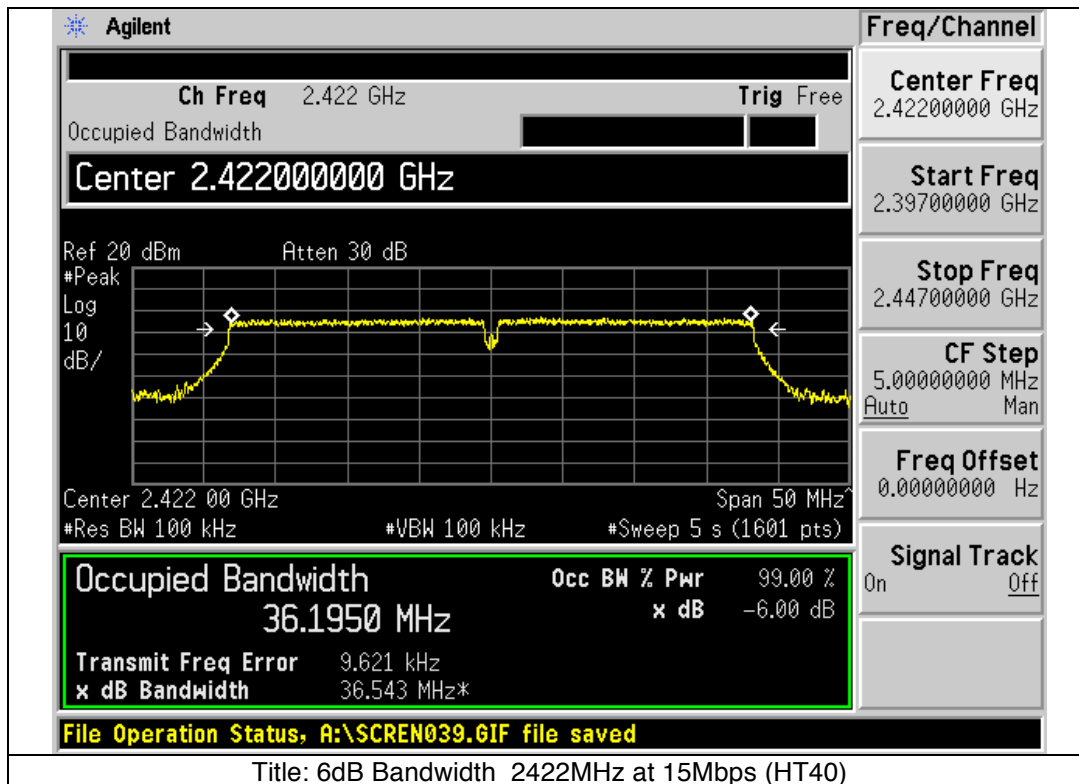 Agilent
Freq/Channel
Ch Freq 2.422 GHz Trig Free
Occupied Bandwidth
Center 2.422000000 GHz
Ref 20 dBm Atten 30 dB
#Peak
Log
10
dB/
Center 2.422 00 GHz Span 50 MHz^
#Res BW 100 kHz #VBW 100 kHz #Sweep 5 s (1601 pts)
Occupied Bandwidth Occ BW % Pwr 99.00 %
36.1950 MHz x dB -6.00 dB
Transmit Freq Error 9.621 kHz
x dB Bandwidth 36.543 MHz*
Center Freq
2.42200000 GHz
Start Freq
2.39700000 GHz
Stop Freq
2.44700000 GHz
CF Step
5.00000000 MHz
Auto Man
Freq Offset
0.00000000 Hz
Signal Track
On Off
File Operation Status, A:\SCREN039.GIF file saved
Title: 6dB Bandwidth 2422MHz at 15Mbps (HT40)